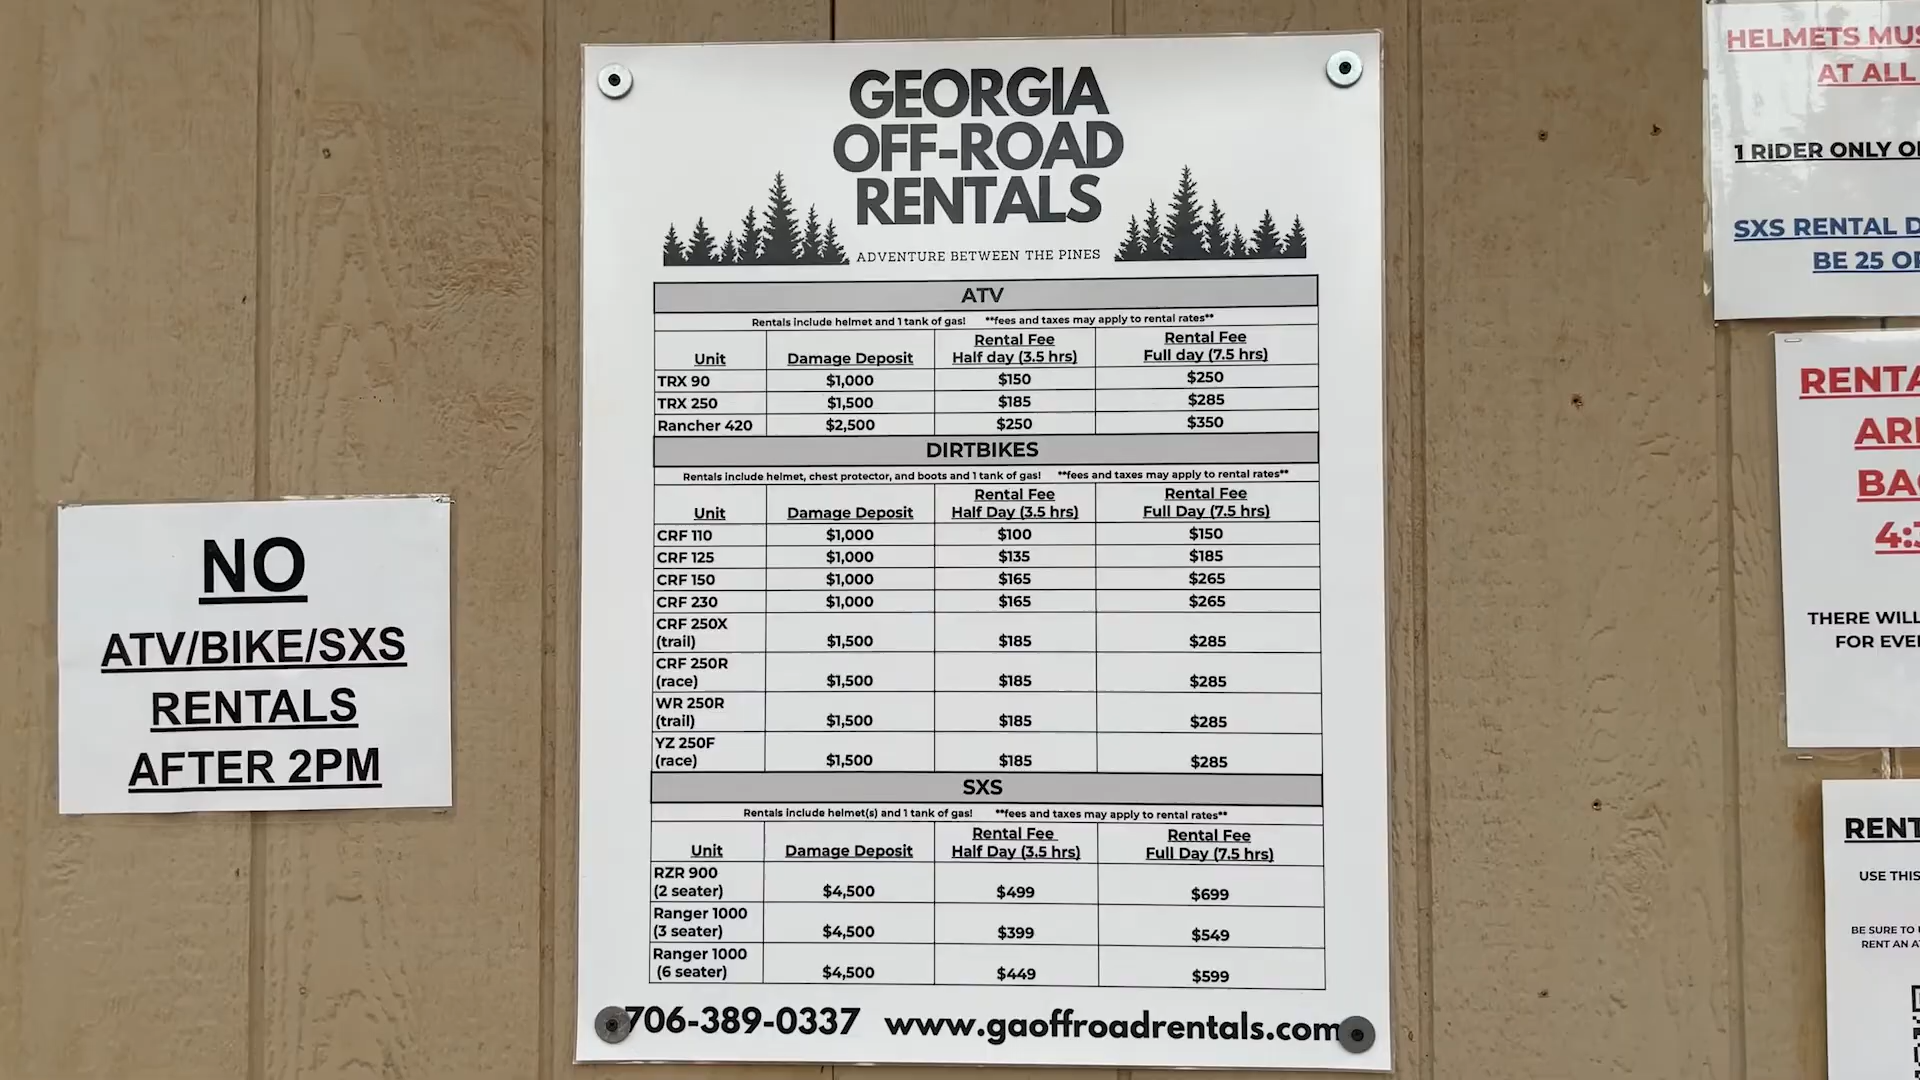 NO
ATV/BIKE/SXS
RENTALS
AFTER 2PM
GEORGIA
OFF-ROAD
RENTALS
ADVENTURE BETWEEN THE PINES
ATV
Rentals include helmet and 1 tank of gas! **fees and taxes may apply to rental rates**
Unit Damage Deposit Rental Fee Half day (3.5 hrs) Rental Fee Full day (7.5 hrs)
TRX 90 $1,000 $150 $250
TRX 250 $1,500 $185 $285
Rancher 420 $2,500 $250 $350
DIRTBIKES
Rentals include helmet, chest protector, and boots and 1 tank of gas! **fees and taxes may apply to rental rates**
Unit Damage Deposit Rental Fee Half Day (3.5 hrs) Rental Fee Full Day (7.5 hrs)
CRF 110 $1,000 $100 $150
CRF 125 $1,000 $135 $185
CRF 150 $1,000 $165 $265
CRF 230 $1,000 $165 $265
CRF 250X (trail) $1,500 $185 $285
CRF 250R (race) $1,500 $185 $285
WR 250R (trail) $1,500 $185 $285
YZ 250F (race) $1,500 $185 $285
SXS
Rentals include helmet(s) and 1 tank of gas! **fees and taxes may apply to rental rates**
Unit Damage Deposit Rental Fee Half Day (3.5 hrs) Rental Fee Full Day (7.5 hrs)
RZR 900 (2 seater) $4,500 $499 $699
Ranger 1000 (3 seater) $4,500 $399 $549
Ranger 1000 (6 seater) $4,500 $449 $599
706-389-0337 www.gaoffroadrentals.com
HELMETS
AT ALL
1 RIDER ONLY
SXS RENTAL
BE 25
THERE WILL
USE THIS
BE SURE TO
RENT AN